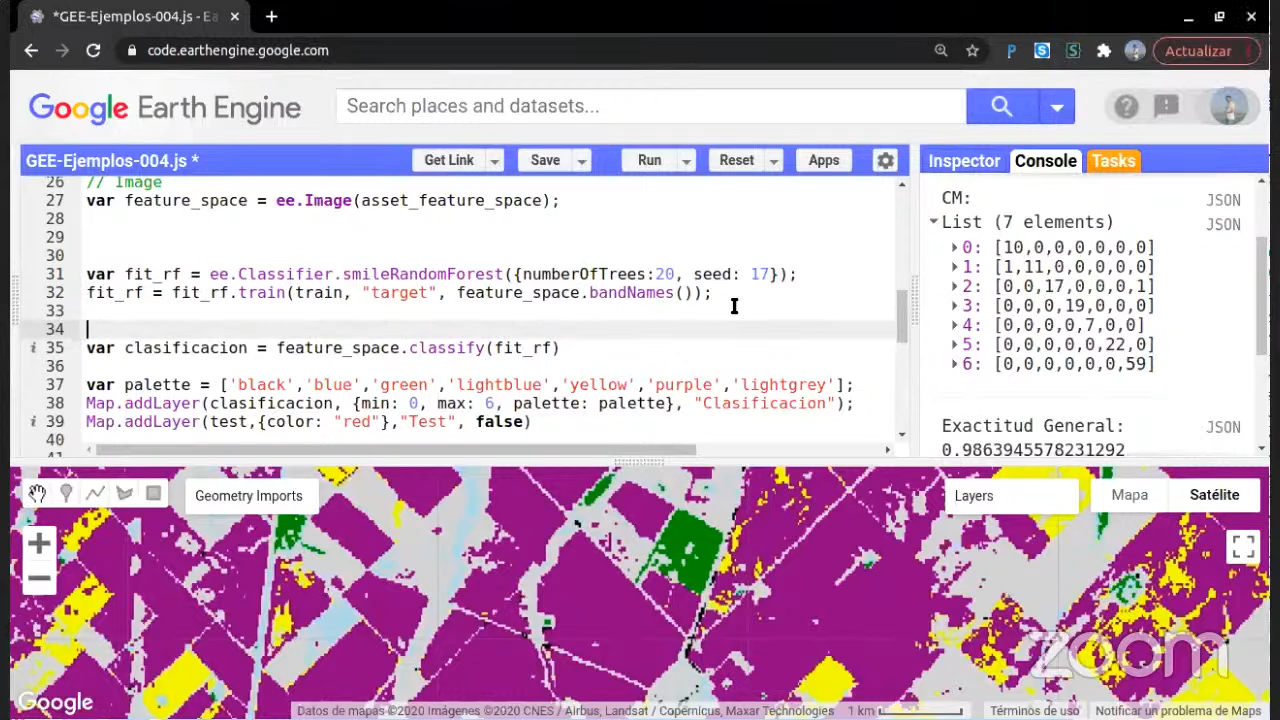 *GEE-Ejemplos-004.js - Ea
code.earthengine.google.com
P
S
S
Actualizar
Google Earth Engine
Search places and datasets...
GEE-Ejemplos-004.js *
Get Link
Save
Run
Reset
Apps
Inspector
Console
Tasks
26 // Image
27 var feature_space = ee.Image(asset_feature_space);
28
29
30
31 var fit_rf = ee.Classifier.smileRandomForest({numberOfTrees:20, seed: 17});
32 fit_rf = fit_rf.train(train, "target", feature_space.bandNames());
33
34
i 35 var clasificacion = feature_space.classify(fit_rf)
36
37 var palette = ['black','blue','green','lightblue','yellow','purple','lightgrey'];
38 Map.addLayer(clasificacion, {min: 0, max: 6, palette: palette}, "Clasificacion");
i 39 Map.addLayer(test,{color: "red"},"Test", false)
40
41
CM: JSON
List (7 elements) JSON
0: [10,0,0,0,0,0,0]
1: [1,11,0,0,0,0,0]
2: [0,0,17,0,0,0,1]
3: [0,0,0,19,0,0,0]
4: [0,0,0,0,7,0,0]
5: [0,0,0,0,0,22,0]
6: [0,0,0,0,0,0,59]
Exactitud General: JSON
0.9863945578231292
Geometry Imports
Layers
Mapa
Satélite
zoom
Google
Datos de mapas ©2020 Imágenes ©2020 CNES / Airbus, Landsat / Copernicus, Maxar Technologies
1 km
Términos de uso
Notificar un problema de Maps